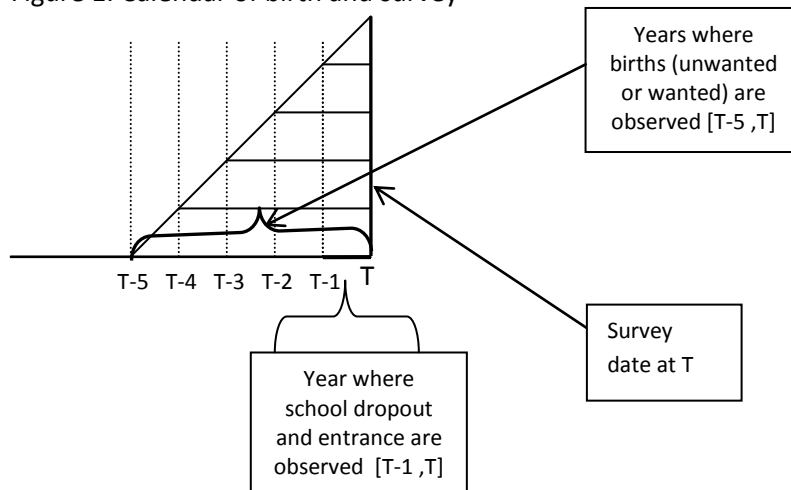 Figure 1: Calendar of birth and survey
Years where
births (unwanted
or wanted) are
observed [T-5 ,T]
T-5 T-4 T-3 T-2 T-1 T
Survey
date at T
Year where
school dropout
and entrance are
observed [T-1 ,T]